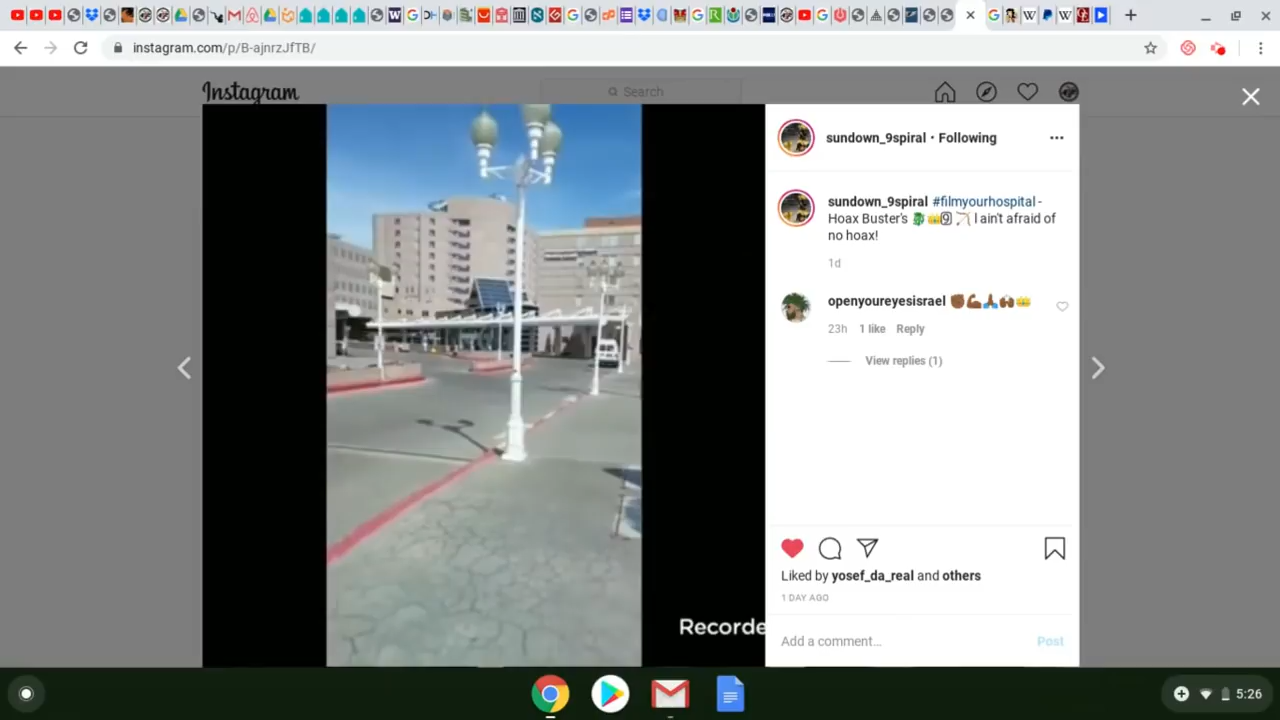 instagram.com/p/B-ajnrzJfTB/
Instagram
Search
sundown_9spiral • Following
sundown_9spiral #filmyourhospital -
Hoax Buster's 🐉👑9️⃣ 🏹 I ain't afraid of
no hoax!
1d
openyoureyesisrael ✊🏾💪🏾🙏🏾🙌🏾👑
23h 1 like Reply
View replies (1)
Liked by yosef_da_real and others
1 DAY AGO
Recorde
Add a comment... Post
5:26